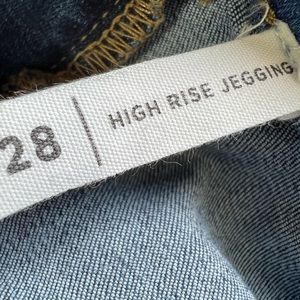 28 | HIGH RISE JEGGING